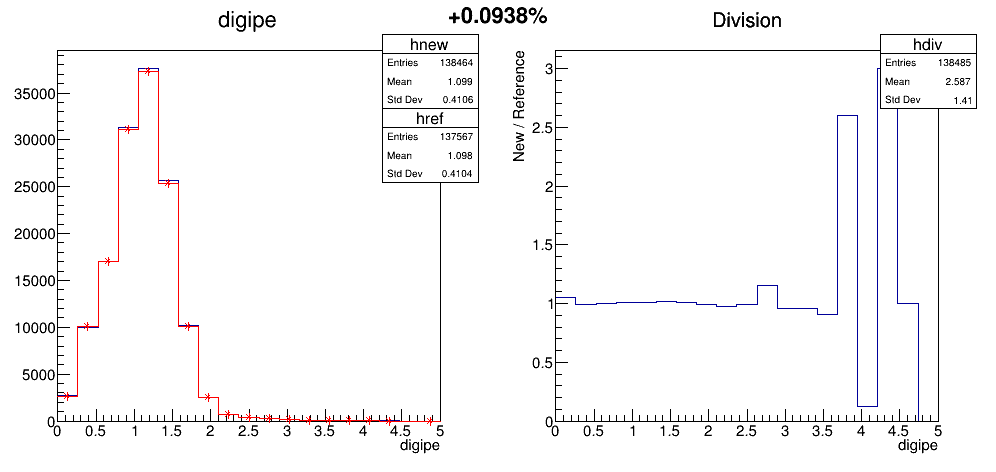 +0.0938%
digipe
hnew
Entries 138464
Mean 1.099
Std Dev 0.4106
href
Entries 137567
Mean 1.098
Std Dev 0.4104
35000
30000
25000
20000
15000
10000
5000
0
0 0.5 1 1.5 2 2.5 3 3.5 4 4.5 5
digipe
Division
hdiv
Entries 138485
Mean 2.587
Std Dev 1.41
New / Reference
3
2.5
2
1.5
1
0.5
0
0 0.5 1 1.5 2 2.5 3 3.5 4 4.5 5
digipe